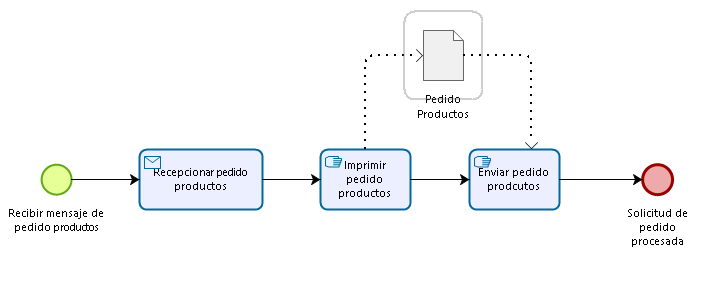 Pedido
Productos
Recepcionar pedido
productos
Imprimir
pedido
productos
Enviar pedido
prodcutos
Recibir mensaje de
pedido productos
Solicitud de
pedido
procesada